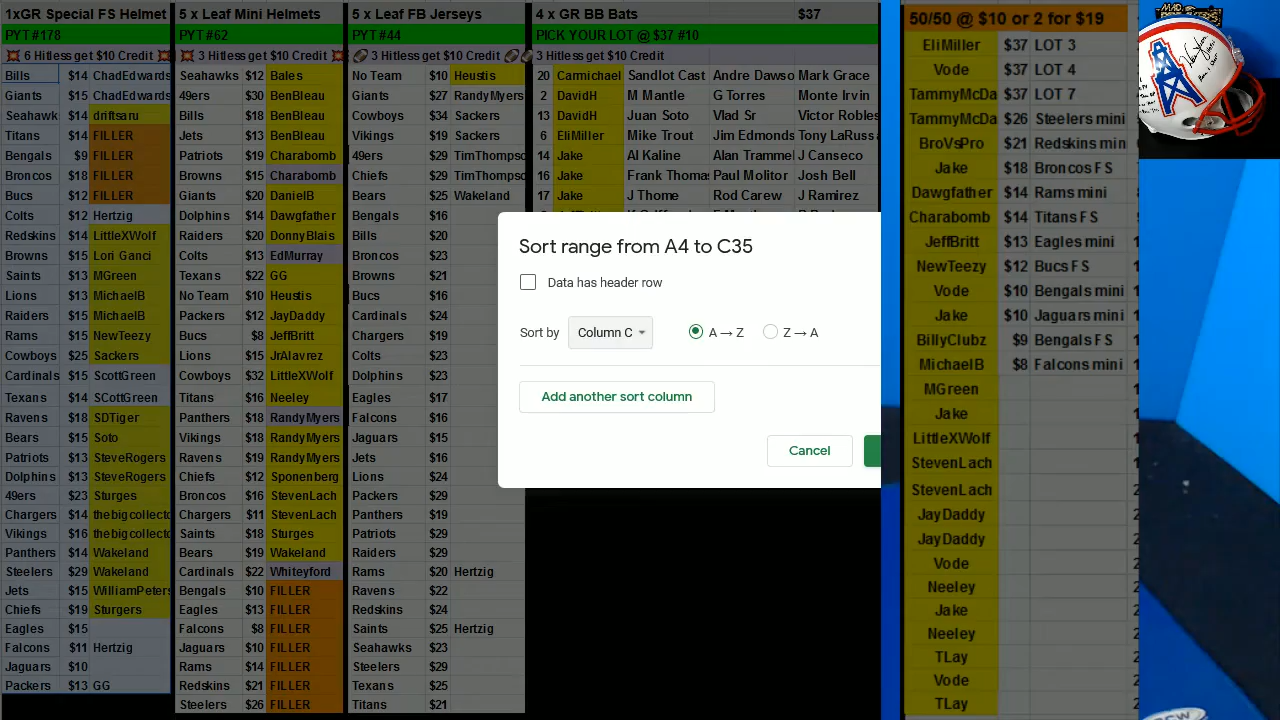 1xGR Special FS Helmet
PYT #178
💥 6 Hitless get $10 Credit 💥
Bills $14 ChadEdwards
Giants $15 ChadEdwards
Seahawk $14 driftsaru
Titans $14 FILLER
Bengals $9 FILLER
Broncos $18 FILLER
Bucs $12 FILLER
Colts $12 Hertzig
Redskins $14 LittleXWolf
Browns $15 Lori Ganci
Saints $13 MGreen
Lions $13 MichaelB
Raiders $15 MichaelB
Rams $15 NewTeezy
Cowboys $25 Sackers
Cardinals $15 ScottGreen
Texans $14 SCottGreen
Ravens $18 SDTiger
Bears $15 Soto
Patriots $13 SteveRogers
Dolphins $13 SteveRogers
49ers $23 Sturges
Chargers $14 thebigcollecto
Vikings $16 thebigcollecto
Panthers $14 Wakeland
Steelers $29 Wakeland
Jets $15 WilliamPeters
Chiefs $19 Sturgers
Eagles $15
Falcons $11 Hertzig
Jaguars $10
Packers $13 GG
5 x Leaf Mini Helmets
PYT #62
💥 3 Hitless get $10 Credit 💥
Seahawks $12 Bales
49ers $30 BenBleau
Bills $18 BenBleau
Jets $13 BenBleau
Patriots $19 Charabomb
Browns $15 Charabomb
Giants $20 DanielB
Dolphins $14 Dawgfather
Raiders $20 DonnyBlais
Colts $13 EdMurray
Texans $22 GG
No Team $10 Heustis
Packers $12 JayDaddy
Bucs $8 JeffBritt
Lions $15 JrAlavrez
Cowboys $32 LittleXWolf
Titans $16 Neeley
Panthers $18 RandyMyers
Vikings $18 RandyMyers
Ravens $19 RandyMyers
Chiefs $12 Sponenberg
Broncos $16 StevenLach
Chargers $11 StevenLach
Saints $18 Sturges
Bears $19 Wakeland
Cardinals $22 Whiteyford
Bengals $10 FILLER
Eagles $13 FILLER
Falcons $8 FILLER
Jaguars $10 FILLER
Rams $14 FILLER
Redskins $21 FILLER
Steelers $26 FILLER
5 x Leaf FB Jerseys
PYT #44
🏈 3 Hitless get $10 Credit 🏈
No Team $10 Heustis
Giants $27 RandyMyers
Cowboys $34 Sackers
Vikings $19 Sackers
49ers $29 TimThompso
Chiefs $29 TimThompso
Bears $25 Wakeland
Bengals $16
Bills $20
Broncos $23
Browns $21
Bucs $16
Cardinals $24
Chargers $19
Colts $23
Dolphins $23
Eagles $17
Falcons $16
Jaguars $15
Jets $16
Lions $24
Packers $29
Panthers $29
Patriots $29
Raiders $29
Rams $20 Hertzig
Ravens $22
Redskins $24
Saints $25 Hertzig
Seahawks $23
Steelers $29
Texans $25
Titans $21
4 x GR BB Bats $37
PICK YOUR LOT @ $37 #10
3 Hitless get $10 Credit
20 Carmichael Sandlot Cast Andre Dawso Mark Grace
2 DavidH M Mantle G Torres Monte Irvin
13 DavidH Juan Soto Vlad Sr Victor Robles
6 EliMiller Mike Trout Jim Edmonds Tony LaRuss
14 Jake Al Kaline Alan Trammel J Canseco
16 Jake Frank Thomas Paul Molitor Josh Bell
17 Jake J Thome Rod Carew J Ramirez
Sort range from A4 to C35
Data has header row
Sort by Column C A → Z Z → A
Add another sort column
Cancel
50/50 @ $10 or 2 for $19
EliMiller $37 LOT 3
Vode $37 LOT 4
TammyMcDa $37 LOT 7
TammyMcDa $26 Steelers mini
BroVsPro $21 Redskins mini
Jake $18 Broncos FS
Dawgfather $14 Rams mini
Charabomb $14 Titans FS
JeffBritt $13 Eagles mini
NewTeezy $12 Bucs FS
Vode $10 Bengals mini
Jake $10 Jaguars mini
BillyClubz $9 Bengals FS
MichaelB $8 Falcons mini
MGreen
Jake
LittleXWolf
StevenLach
StevenLach
JayDaddy
JayDaddy
Vode
Neeley
Jake
Neeley
TLay
Vode
TLay